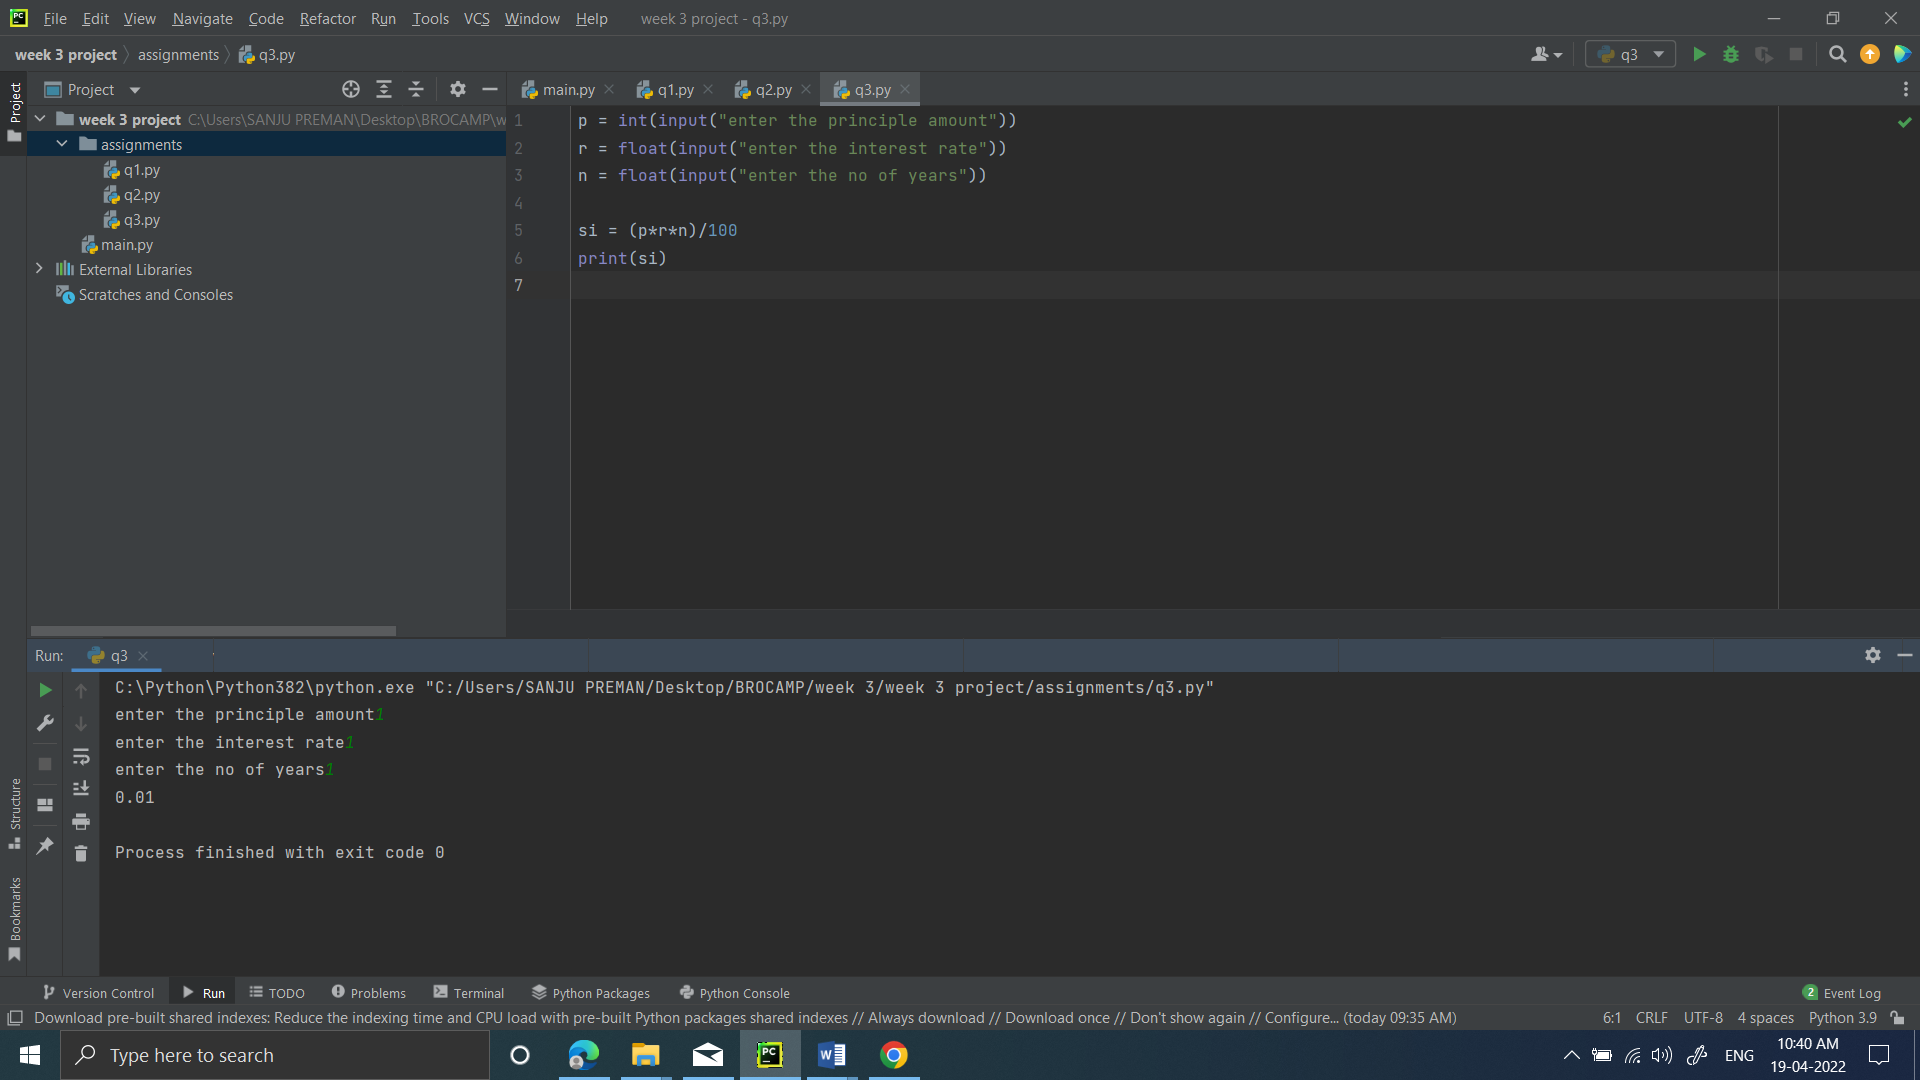 File Edit View Navigate Code Refactor Run Tools VCS Window Help week 3 project - q3.py
week 3 project assignments q3.py
q3
Project
main.py q1.py q2.py q3.py
Project
week 3 project C:\Users\SANJU PREMAN\Desktop\BROCAMP\w
assignments
q1.py
q2.py
q3.py
main.py
External Libraries
Scratches and Consoles
1 p = int(input("enter the principle amount"))
2 r = float(input("enter the interest rate"))
3 n = float(input("enter the no of years"))
4
5 si = (p*r*n)/100
6 print(si)
7
Run: q3
C:\Python\Python382\python.exe "C:/Users/SANJU PREMAN/Desktop/BROCAMP/week 3/week 3 project/assignments/q3.py"
enter the principle amount1
enter the interest rate1
enter the no of years1
0.01
Process finished with exit code 0
Structure
Bookmarks
Version Control Run TODO Problems Terminal Python Packages Python Console 2 Event Log
Download pre-built shared indexes: Reduce the indexing time and CPU load with pre-built Python packages shared indexes // Always download // Download once // Don't show again // Configure... (today 09:35 AM) 6:1 CRLF UTF-8 4 spaces Python 3.9
Type here to search
PC
W
ENG
10:40 AM
19-04-2022